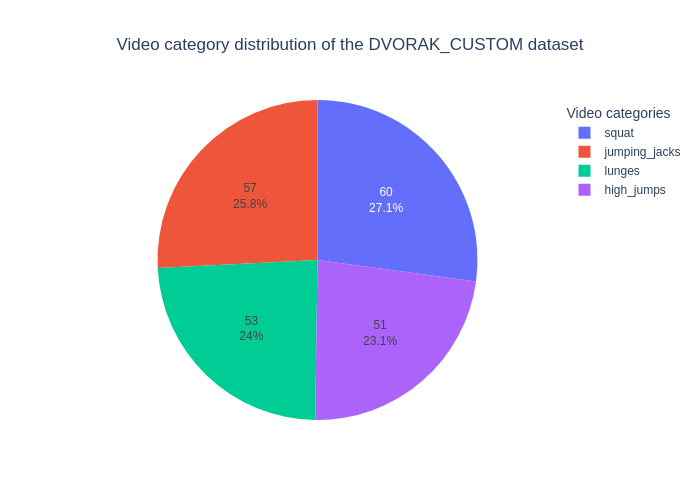 Video category distribution of the DVORAK_CUSTOM dataset
Video categories
squat
jumping_jacks
lunges
high_jumps
57
25.8%
60
27.1%
53
24%
51
23.1%